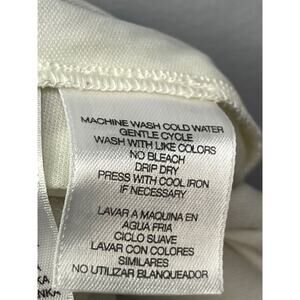 MACHINE WASH COLD WATER
GENTLE CYCLE
WASH WITH LIKE COLORS
NO BLEACH
DRIP DRY
PRESS WITH COOL IRON
IF NECESSARY
LAVAR A MAQUINA EN
AGUA FRIA
CICLO SUAVE
LAVAR CON COLORES
SIMILARES
NO UTILIZAR BLANQUEADOR